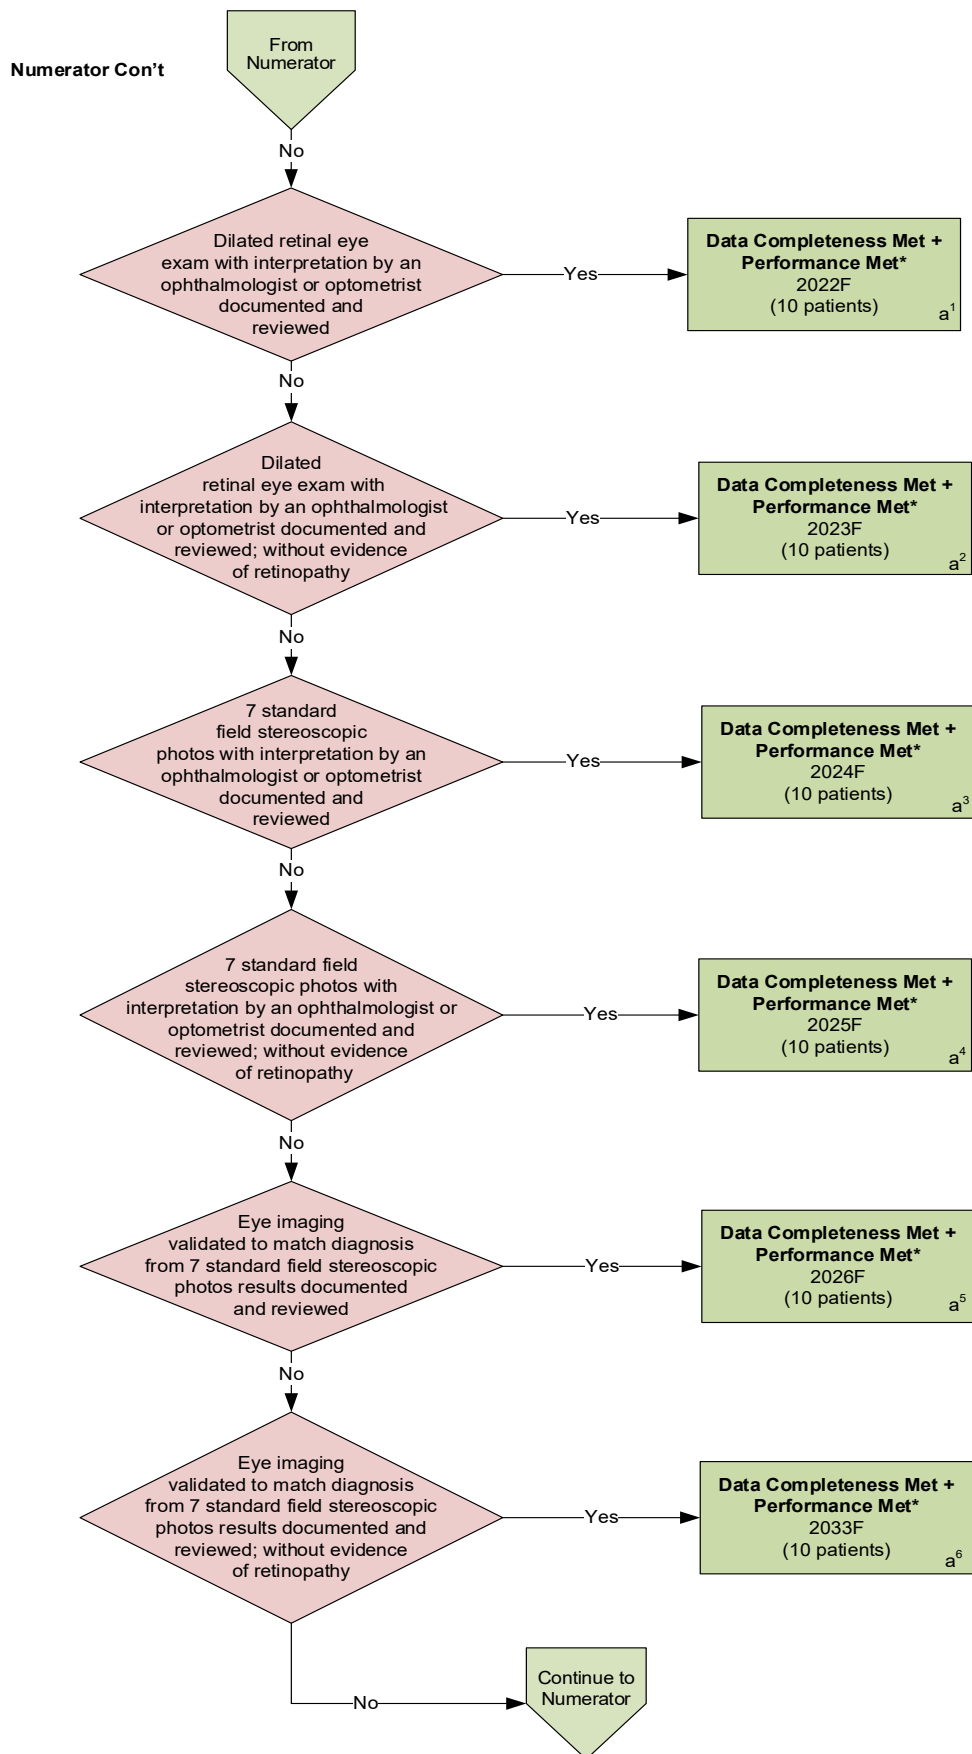 From
Numerator
Numerator Con't
No
Dilated retinal eye
exam with interpretation by an
ophthalmologist or optometrist
documented and
reviewed
Yes
Data Completeness Met +
Performance Met*
2022F
(10 patients)
a¹
No
Dilated
retinal eye exam with
interpretation by an ophthalmologist
or optometrist documented and
reviewed; without evidence
of retinopathy
Yes
Data Completeness Met +
Performance Met*
2023F
(10 patients)
a²
No
7 standard
field stereoscopic
photos with interpretation by an
ophthalmologist or optometrist
documented and
reviewed
Yes
Data Completeness Met +
Performance Met*
2024F
(10 patients)
a³
No
7 standard field
stereoscopic photos with
interpretation by an ophthalmologist or
optometrist documented and
reviewed; without evidence
of retinopathy
Yes
Data Completeness Met +
Performance Met*
2025F
(10 patients)
a⁴
No
Eye imaging
validated to match diagnosis
from 7 standard field stereoscopic
photos results documented
and reviewed
Yes
Data Completeness Met +
Performance Met*
2026F
(10 patients)
a⁵
No
Eye imaging
validated to match diagnosis
from 7 standard field stereoscopic
photos results documented and
reviewed; without evidence
of retinopathy
Yes
Data Completeness Met +
Performance Met*
2033F
(10 patients)
a⁶
No
Continue to
Numerator